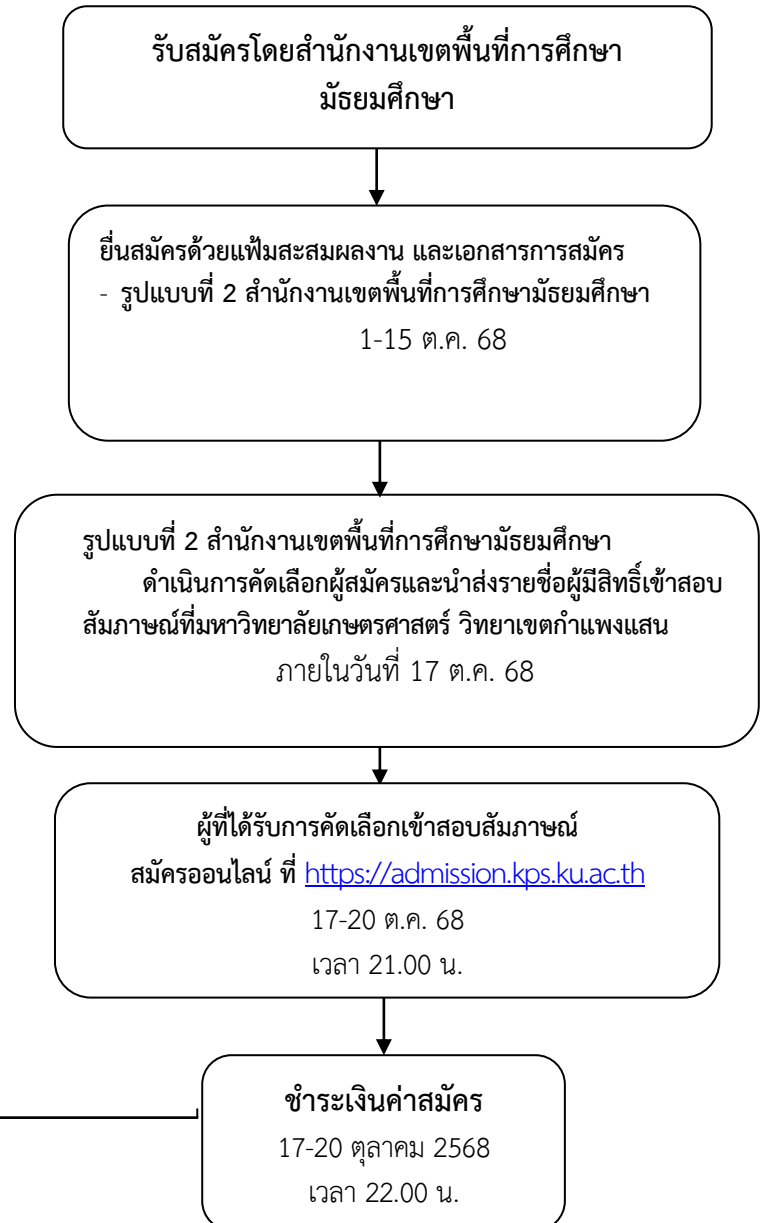 รับสมัครโดยสำนักงานเขตพื้นที่การศึกษา
มัธยมศึกษา
ยื่นสมัครด้วยแฟ้มสะสมผลงาน และเอกสารการสมัคร
- รูปแบบที่ 2 สำนักงานเขตพื้นที่การศึกษามัธยมศึกษา
1-15 ต.ค. 68
รูปแบบที่ 2 สำนักงานเขตพื้นที่การศึกษามัธยมศึกษา
ดำเนินการคัดเลือกผู้สมัครและนำส่งรายชื่อผู้มีสิทธิ์เข้าสอบ
สัมภาษณ์ที่มหาวิทยาลัยเกษตรศาสตร์ วิทยาเขตกำแพงแสน
ภายในวันที่ 17 ต.ค. 68
ผู้ที่ได้รับการคัดเลือกเข้าสอบสัมภาษณ์
สมัครออนไลน์ ที่ https://admission.kps.ku.ac.th
17-20 ต.ค. 68
เวลา 21.00 น.
ชำระเงินค่าสมัคร
17-20 ตุลาคม 2568
เวลา 22.00 น.